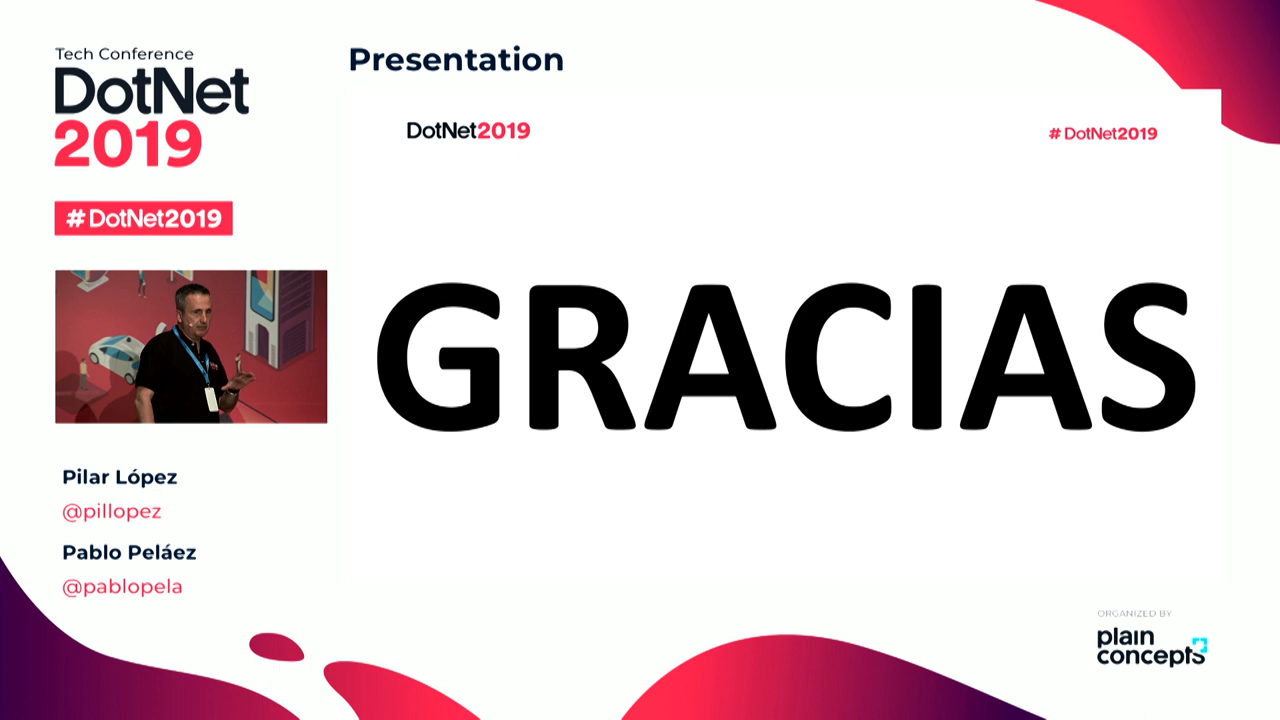 Tech Conference
DotNet
2019
#DotNet2019
Pilar López
@pillopez
Pablo Peláez
@pablopela
Presentation
DotNet2019
#DotNet2019
GRACIAS
ORGANIZED BY
plain
concepts